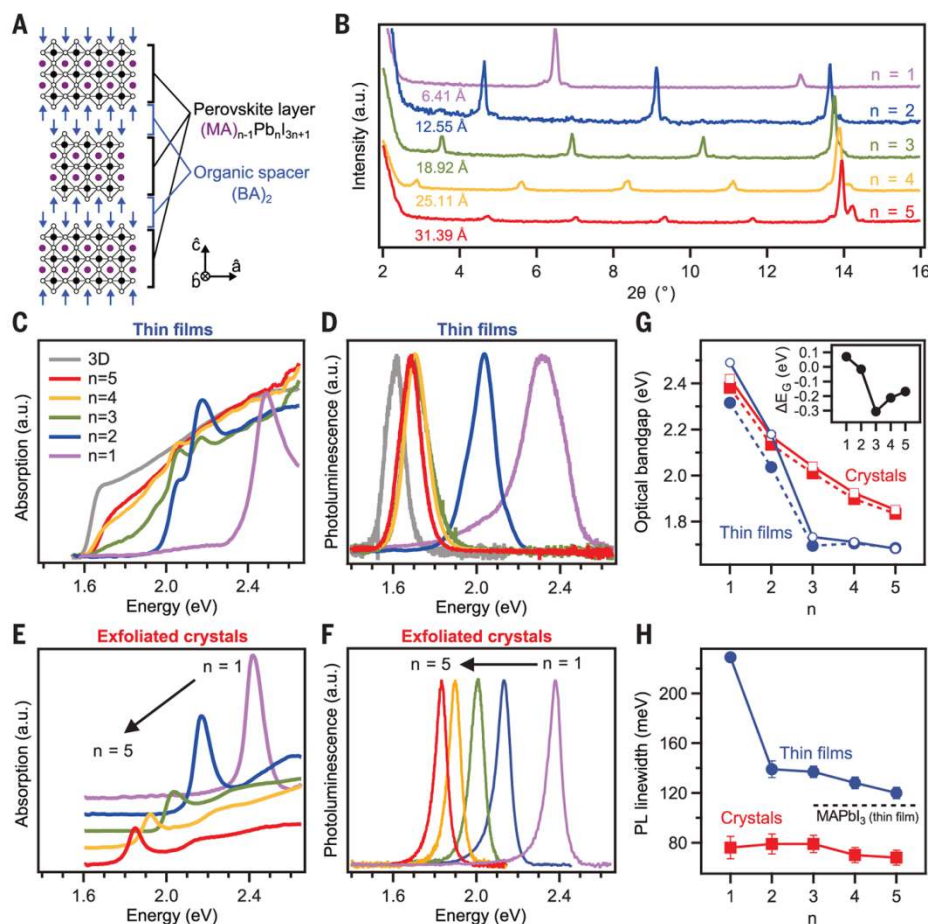 A
Perovskite layer
(MA)n-1PbnI3n+1
Organic spacer
(BA)2
ĉ
b̂
â
B
Intensity (a.u.)
6.41 Å
12.55 Å
18.92 Å
25.11 Å
31.39 Å
n = 1
n = 2
n = 3
n = 4
n = 5
2 4 6 8 10 12 14 16
2θ (°)
C
Thin films
Absorption (a.u.)
3D
n=5
n=4
n=3
n=2
n=1
1.6 2.0 2.4
Energy (eV)
D
Thin films
Photoluminescence (a.u.)
1.6 2.0 2.4
Energy (eV)
G
Optical bandgap (eV)
2.4
2.2
2.0
1.8
ΔEG (eV)
0.1
0.0
-0.1
-0.2
-0.3
1 2 3 4 5
Crystals
Thin films
1 2 3 4 5
n
E
Exfoliated crystals
Absorption (a.u.)
n = 1
n = 5
1.6 2.0 2.4
Energy (eV)
F
Exfoliated crystals
Photoluminescence (a.u.)
n = 5 n = 1
1.6 2.0 2.4
Energy (eV)
H
PL linewidth (meV)
200
160
120
80
Thin films
MAPbI3 (thin film)
Crystals
1 2 3 4 5
n